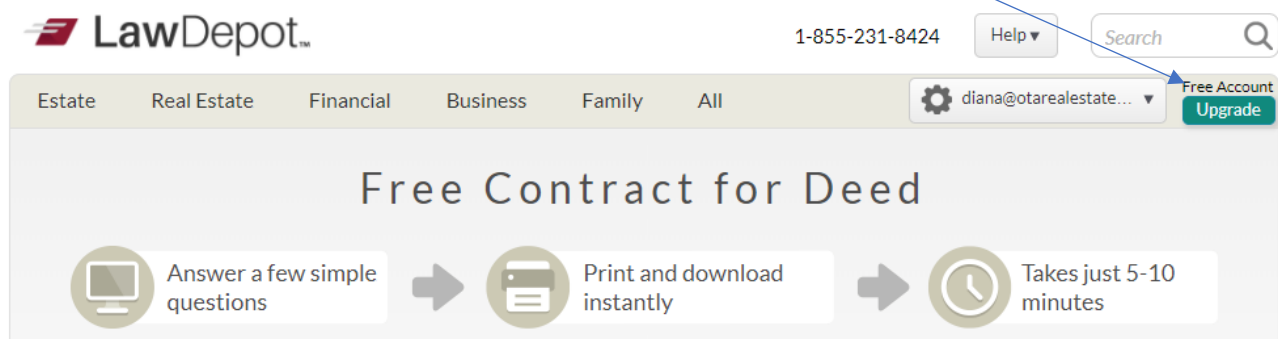 LawDepot™
1-855-231-8424
Help ▾
Search
Estate Real Estate Financial Business Family All
diana@otarealestate... ▾
Free Account
Upgrade
Free Contract for Deed
Answer a few simple
questions
Print and download
instantly
Takes just 5-10
minutes